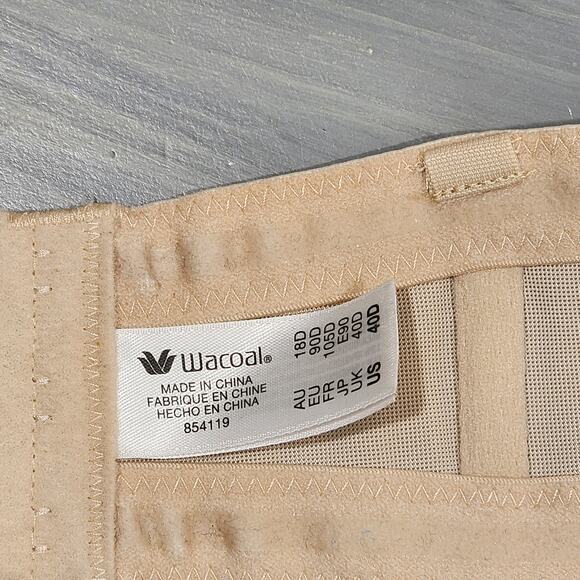 Wacoal®
MADE IN CHINA
FABRIQUE EN CHINE
HECHO EN CHINA
854119
AU 18D
EU 90D
FR 105D
JP E90
UK 40D
US 40D